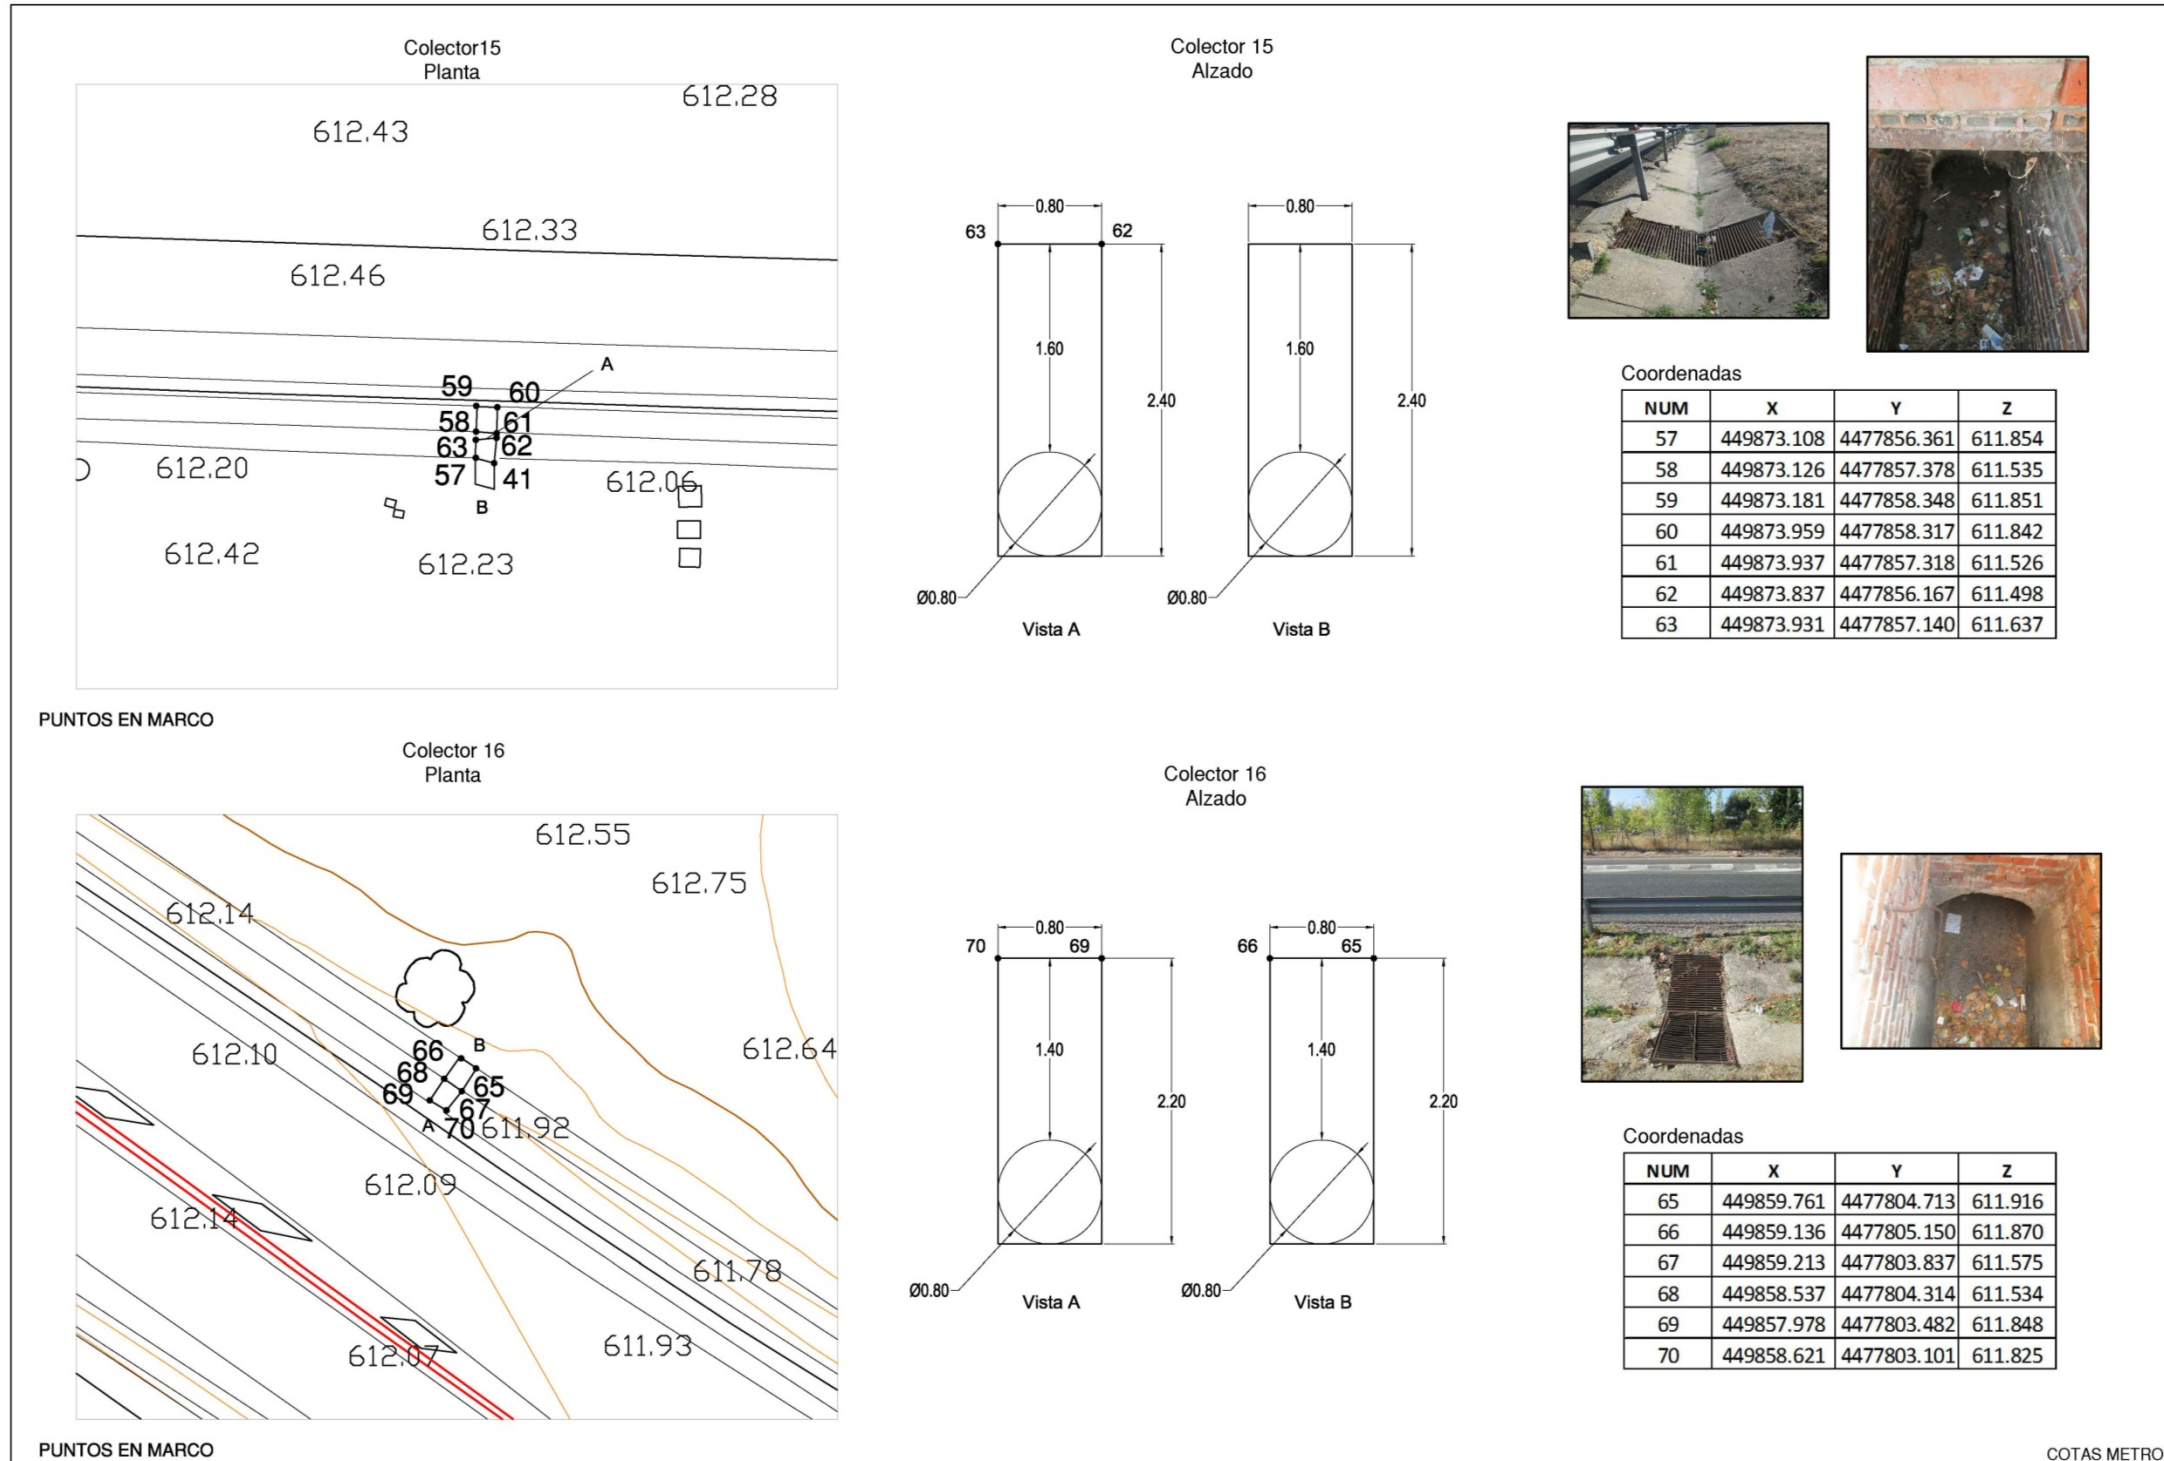 Colector15
Planta
612.28
612.43
612.33
612.46
A
59
60
58
61
63
62
57
41
B
612.20
612.06
612.42
612.23
PUNTOS EN MARCO
Colector 15
Alzado
0.80
63
62
1.60
2.40
Ø0.80
Vista A
0.80
1.60
2.40
Ø0.80
Vista B
Coordenadas
NUM X Y Z
57 449873.108 4477856.361 611.854
58 449873.126 4477857.378 611.535
59 449873.181 4477858.348 611.851
60 449873.959 4477858.317 611.842
61 449873.937 4477857.318 611.526
62 449873.837 4477856.167 611.498
63 449873.931 4477857.140 611.637
Colector 16
Planta
612.55
612.75
612.14
612.10
612.64
66
B
68
65
69
67
A
70
611.92
612.09
612.14
611.78
611.93
612.07
PUNTOS EN MARCO
Colector 16
Alzado
0.80
70
69
1.40
2.20
Ø0.80
Vista A
0.80
66
65
1.40
2.20
Ø0.80
Vista B
Coordenadas
NUM X Y Z
65 449859.761 4477804.713 611.916
66 449859.136 4477805.150 611.870
67 449859.213 4477803.837 611.575
68 449858.537 4477804.314 611.534
69 449857.978 4477803.482 611.848
70 449858.621 4477803.101 611.825
COTAS METRO